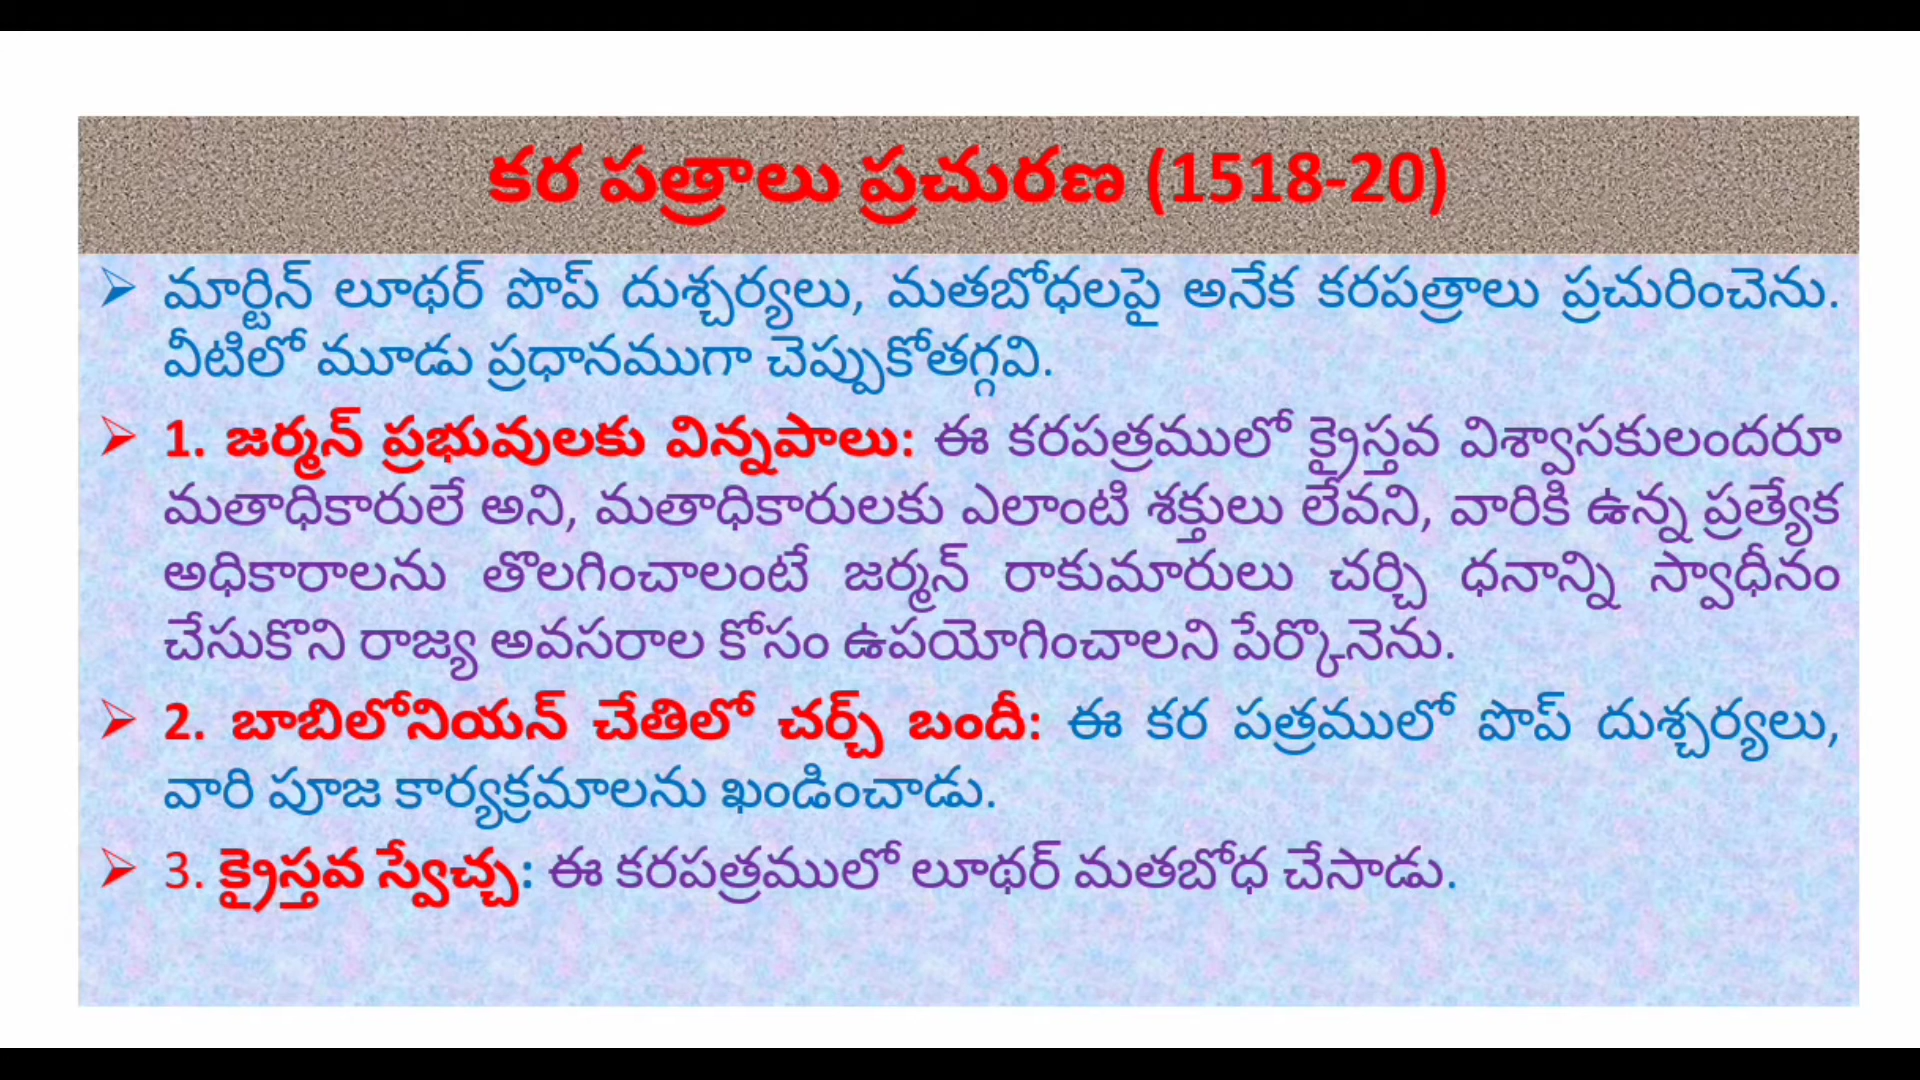 కర పత్రాలు ప్రచురణ (1518-20)
మార్టిన్ లూథర్ పొప్ దుశ్చర్యలు, మతబోధలపై అనేక కరపత్రాలు ప్రచురించెను.
వీటిలో మూడు ప్రధానముగా చెప్పుకోతగ్గవి.
1. జర్మన్ ప్రభువులకు విన్నపాలు: ఈ కరపత్రములో క్రైస్తవ విశ్వాసకులందరూ
మతాధికారులే అని, మతాధికారులకు ఎలాంటి శక్తులు లేవని, వారికి ఉన్న ప్రత్యేక
అధికారాలను తొలగించాలంటే జర్మన్ రాకుమారులు చర్చి ధనాన్ని స్వాధీనం
చేసుకొని రాజ్య అవసరాల కోసం ఉపయోగించాలని పేర్కొనెను.
2. బాబిలోనియన్ చేతిలో చర్చ్ బందీ: ఈ కర పత్రములో పొప్ దుశ్చర్యలు,
వారి పూజ కార్యక్రమాలను ఖండించాడు.
3. క్రైస్తవ స్వేచ్చ: ఈ కరపత్రములో లూథర్ మతబోధ చేసాడు.